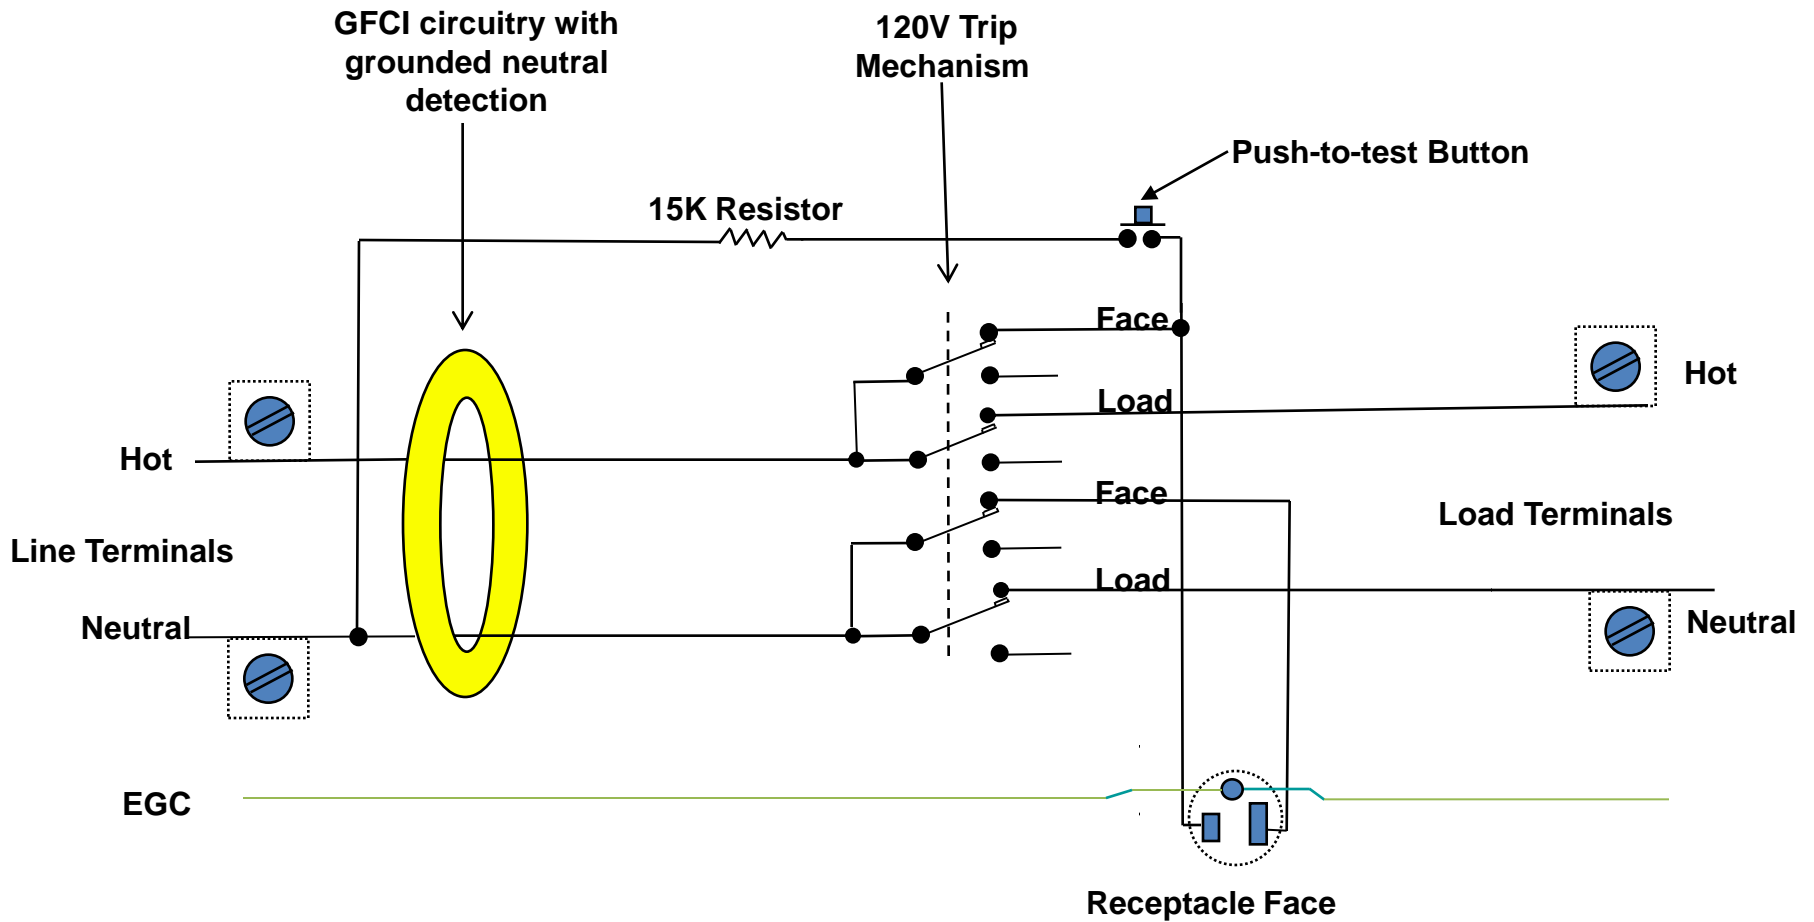 GFCI circuitry with
grounded neutral
detection
120V Trip
Mechanism
Push-to-test Button
15K Resistor
Face
Hot
Load
Hot
Face
Load Terminals
Line Terminals
Load
Neutral
Neutral
EGC
Receptacle Face